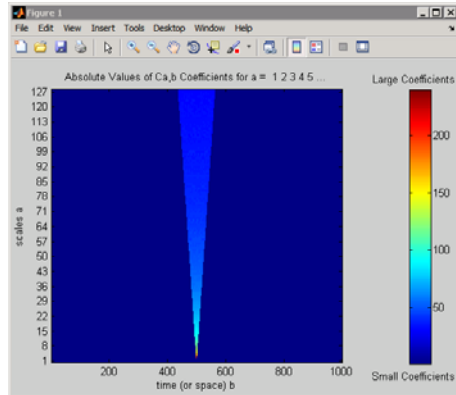 Figure 1
File Edit View Insert Tools Desktop Window Help
Absolute Values of Ca,b Coefficients for a = 1 2 3 4 5 ...
Large Coefficients
127
120
113
106
99
92
85
78
71
64
57
50
43
36
29
22
15
8
1
scales a
200
150
100
50
200 400 600 800 1000
time (or space) b
Small Coefficients